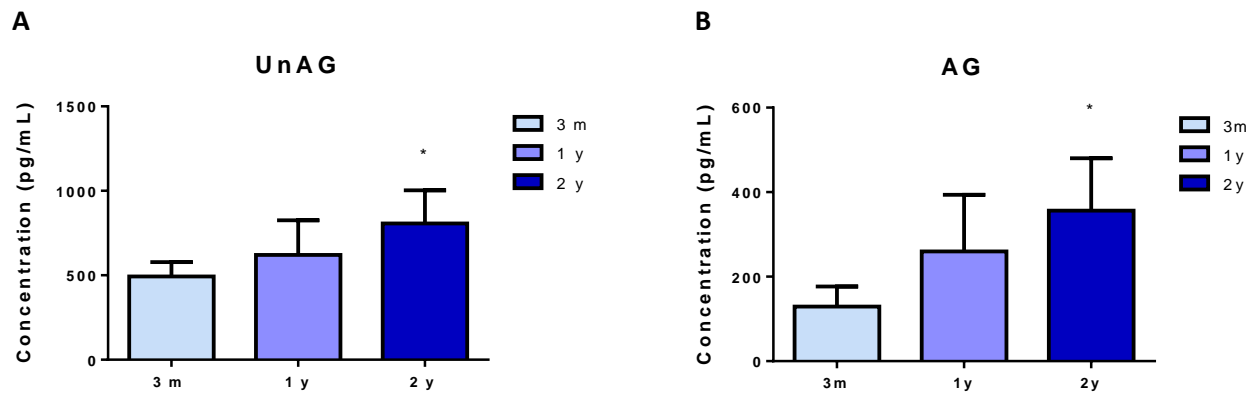 A
UnAG
Concentration (pg/mL)
1500
1000
500
0
*
3 m
1 y
2 y
3 m
1 y
2 y
B
AG
Concentration (pg/mL)
600
400
200
0
*
3m
1y
2y
3m
1y
2y